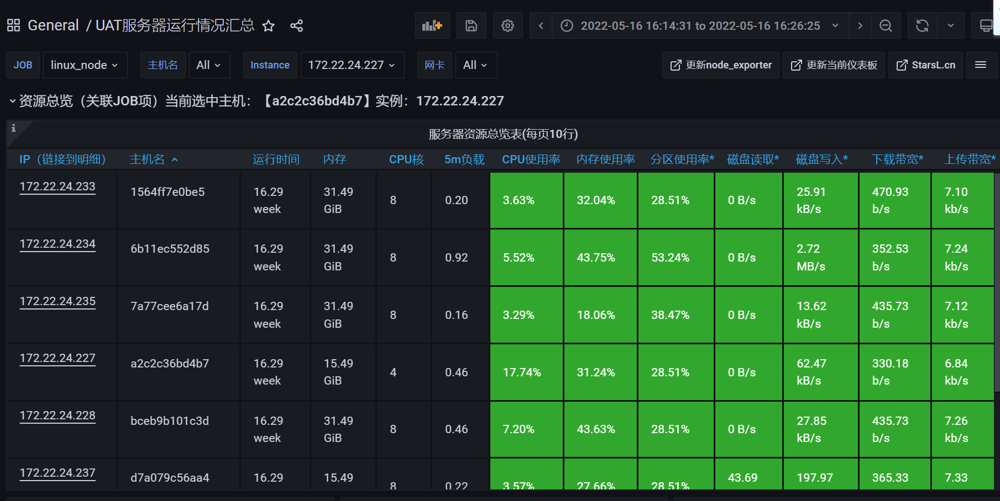 General / UAT服务器运行情况汇总
2022-05-16 16:14:31 to 2022-05-16 16:26:25
JOB linux_node 主机名 All Instance 172.22.24.227 网卡 All 更新node_exporter 更新当前仪表板 StarsL.cn
资源总览（关联JOB项）当前选中主机：【a2c2c36bd4b7】实例：172.22.24.227
服务器资源总览表(每页10行)
IP（链接到明细） 主机名 运行时间 内存 CPU核 5m负载 CPU使用率 内存使用率 分区使用率* 磁盘读取* 磁盘写入* 下载带宽* 上传带宽*
172.22.24.233 1564ff7e0be5 16.29 week 31.49 GiB 8 0.20 3.63% 32.04% 28.51% 0 B/s 25.91 kB/s 470.93 b/s 7.10 kb/s
172.22.24.234 6b11ec552d85 16.29 week 31.49 GiB 8 0.92 5.52% 43.75% 53.24% 0 B/s 2.72 MB/s 352.53 b/s 7.24 kb/s
172.22.24.235 7a77cee6a17d 16.29 week 31.49 GiB 8 0.16 3.29% 18.06% 38.47% 0 B/s 13.62 kB/s 435.73 b/s 7.12 kb/s
172.22.24.227 a2c2c36bd4b7 16.29 week 15.49 GiB 4 0.46 17.74% 31.24% 28.51% 0 B/s 62.47 kB/s 330.18 b/s 6.84 kb/s
172.22.24.228 bceb9b101c3d 16.29 week 31.49 GiB 8 0.46 7.20% 43.63% 28.51% 0 B/s 27.85 kB/s 435.73 b/s 7.26 kb/s
172.22.24.237 d7a079c56aa4 16.29 15.49 8 0.22 3.57% 27.66% 28.51% 43.69 197.97 365.33 7.33